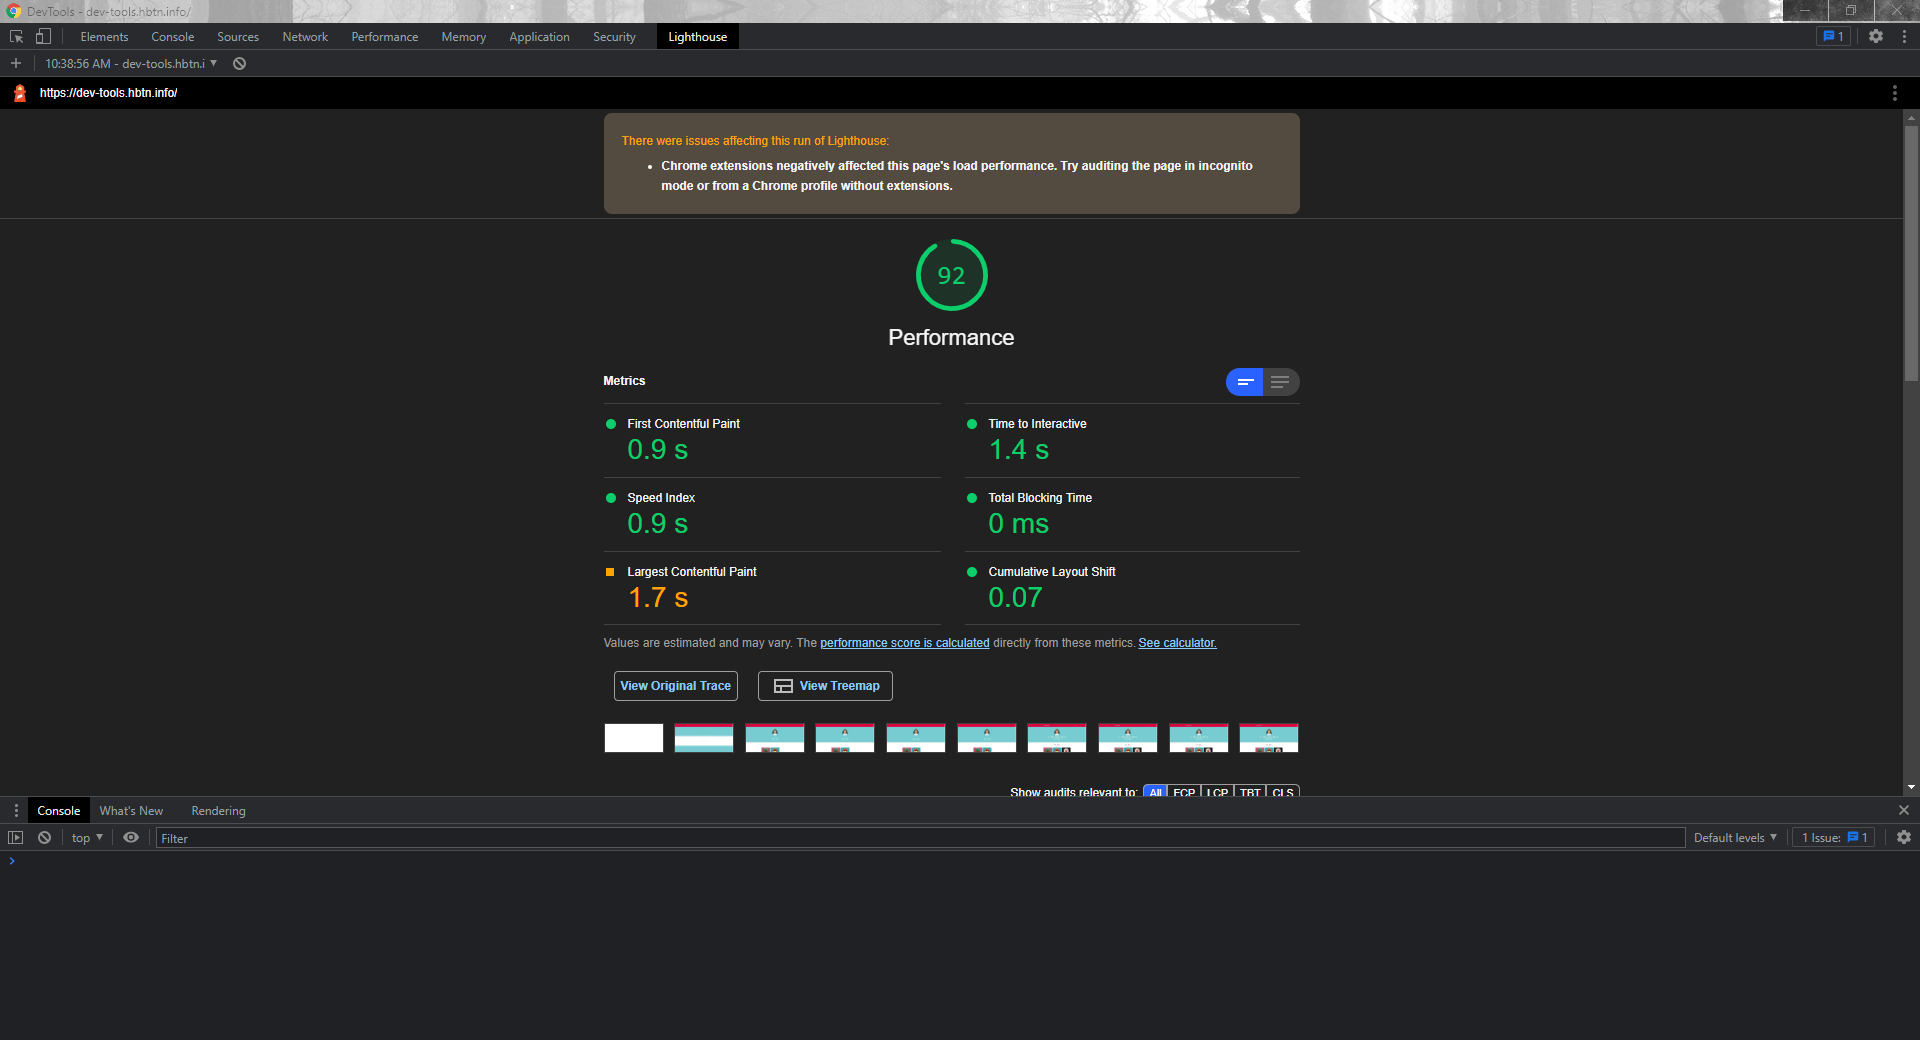 DevTools - dev-tools.hbtn.info/
Elements Console Sources Network Performance Memory Application Security Lighthouse 1
10:38:56 AM - dev-tools.hbtn.i
https://dev-tools.hbtn.info/
There were issues affecting this run of Lighthouse:
Chrome extensions negatively affected this page's load performance. Try auditing the page in incognito
mode or from a Chrome profile without extensions.
92
Performance
Metrics
First Contentful Paint
0.9 s
Time to Interactive
1.4 s
Speed Index
0.9 s
Total Blocking Time
0 ms
Largest Contentful Paint
1.7 s
Cumulative Layout Shift
0.07
Values are estimated and may vary. The performance score is calculated directly from these metrics. See calculator.
View Original Trace View Treemap
Show audits relevant to: All FCP LCP TBT CLS
Console What's New Rendering
top Filter Default levels 1 Issue: 1